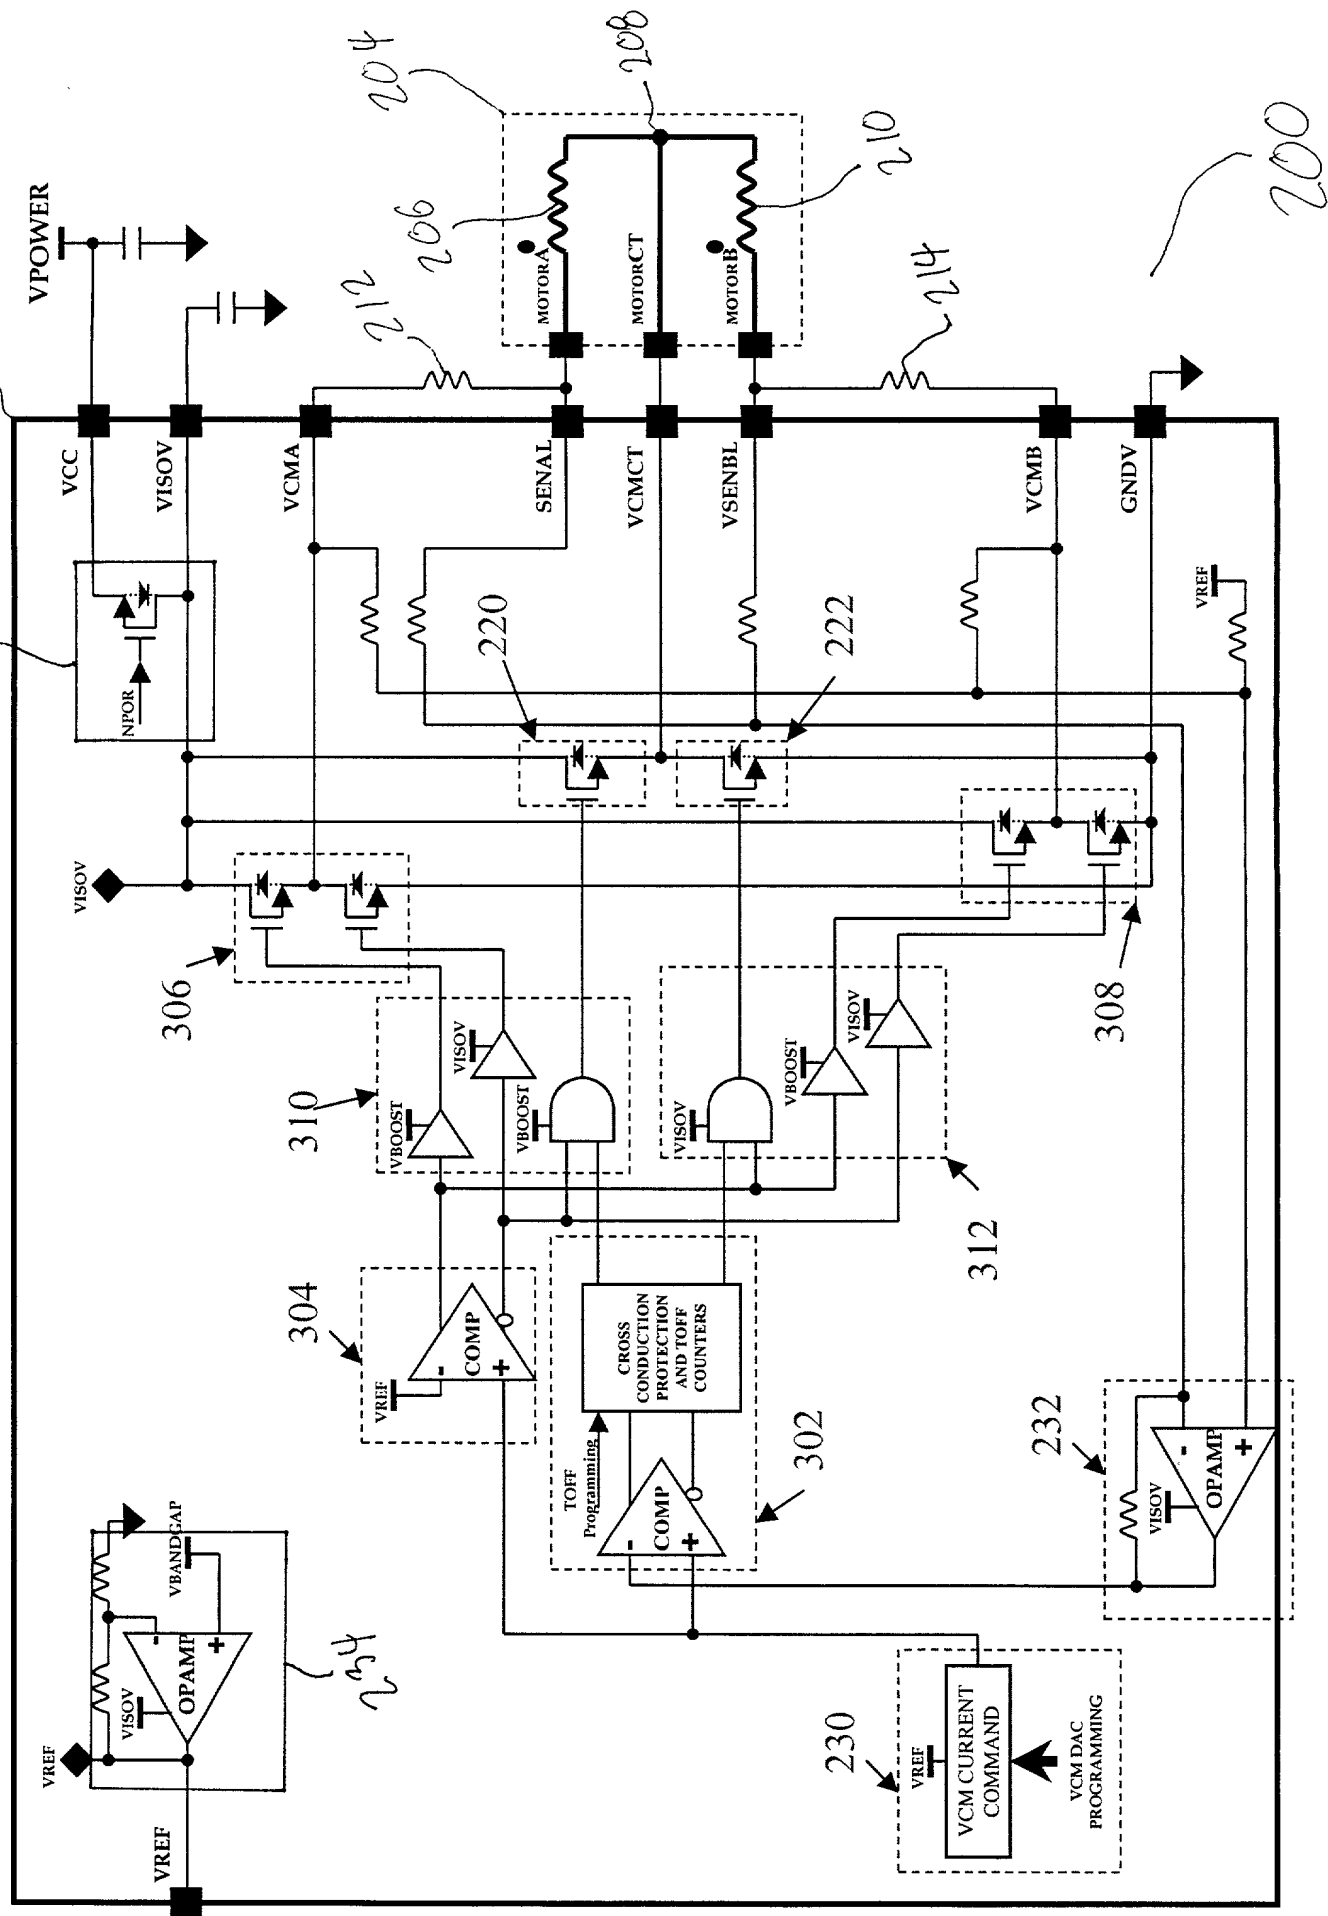 VREF
VREF
VISOV
OPAMP
-
+
VBANDGAP
234
NPOR
VCC
VISOV
VPOWER
VISOV
306
VCMA
212
204
206
208
210
214
200
MOTORA
MOTORCT
MOTORB
SENAL
VCMCT
VSENBL
VCMB
GNDV
220
222
VREF
310
VBOOST
VISOV
VBOOST
VISOV
VBOOST
VISOV
312
308
304
VREF
COMP
-
+
CROSS
CONDUCTION
PROTECTION
AND TOFF
COUNTERS
TOFF
Programming
COMP
-
+
302
232
VISOV
OPAMP
-
+
230
VREF
VCM CURRENT
COMMAND
VCM DAC
PROGRAMMING